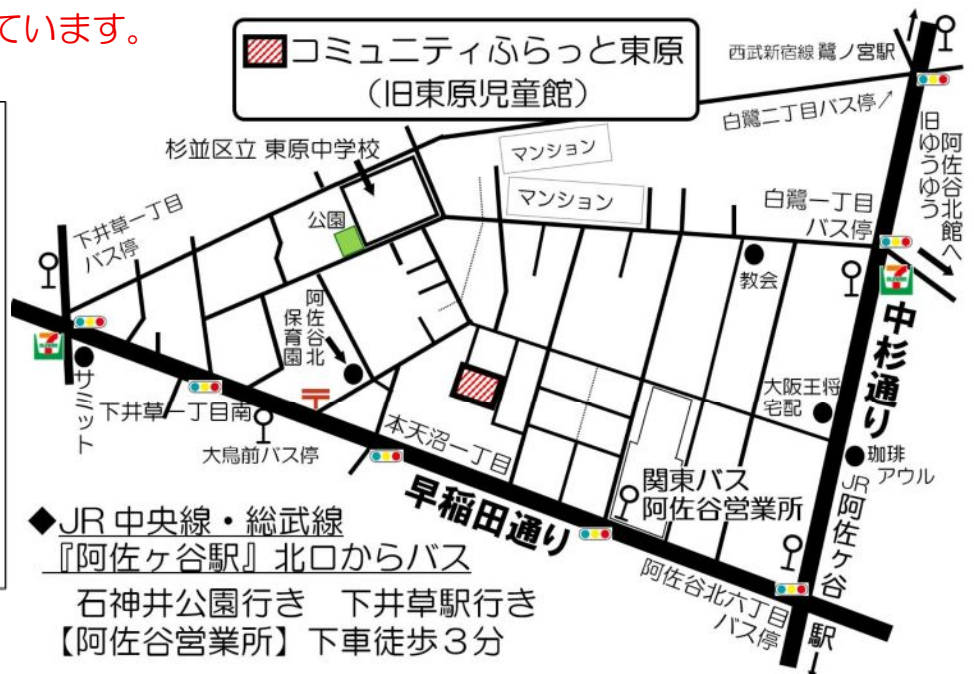 ています。
コミュニティふらっと東原
（旧東原児童館）
西武新宿線 鷺ノ宮駅
白鷺二丁目バス停
旧ゆうゆう
阿佐谷北館へ
杉並区立 東原中学校
マンション
マンション
公園
白鷺一丁目
バス停
下井草一丁目
バス停
教会
7
ELEVEN
中杉通り
阿佐谷北
保育園
大阪王将
宅配
珈琲
アウル
サミット
下井草一丁目南
大鳥前バス停
本天沼一丁目
早稲田通り
関東バス
阿佐谷営業所
JR阿佐ヶ谷駅
阿佐谷北六丁目
バス停
◆JR 中央線・総武線
『阿佐ヶ谷駅』北口からバス
石神井公園行き 下井草駅行き
【阿佐谷営業所】下車徒歩３分